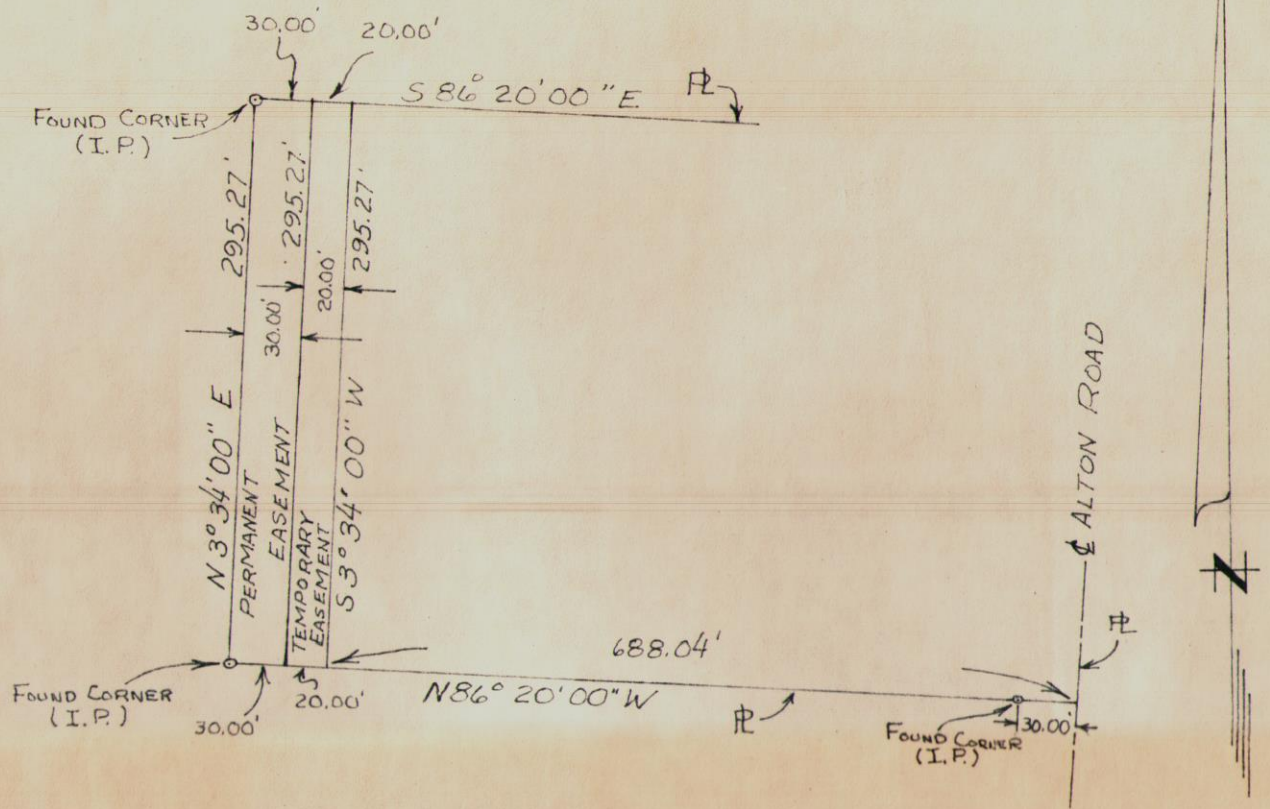 30.00'
20.00'
S 86° 20' 00" E
PL
FOUND CORNER
(I.P.)
295.27'
295.27'
295.27'
20.00'
30.00'
N 3° 34' 00" E
PERMANENT
EASEMENT
TEMPORARY
EASEMENT
S 3° 34' 00" W
℄ ALTON ROAD
N
PL
688.04'
FOUND CORNER
(I.P.)
30.00'
20.00'
N 86° 20' 00" W
PL
FOUND CORNER
(I.P.)
30.00'